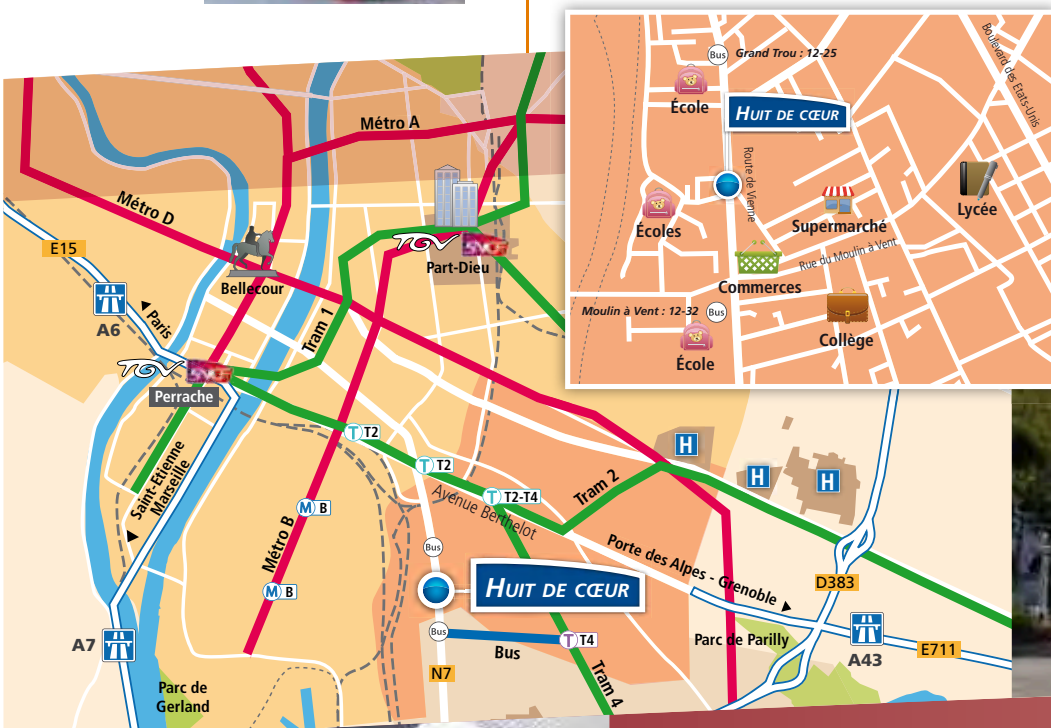 Métro A
Métro D
E15
A6
Paris
TGV
SNCF
Part-Dieu
Bellecour
Tram 1
TGV
SNCF
Perrache
Saint-Etienne
Marseille
T T2
T T2
T T2-T4
Avenue Berthelot
Tram 2
H
H
H
M B
Métro B
M B
Bus
HUIT DE CŒUR
Porte des Alpes - Grenoble
D383
Bus
Bus
T T4
N7
Tram 4
Parc de Parilly
A43
E711
A7
Parc de
Gerland
Bus
Grand Trou : 12-25
École
HUIT DE CŒUR
Boulevard des Etats-Unis
Route de Vienne
Écoles
Supermarché
Lycée
Rue du Moulin à Vent
Commerces
Moulin à Vent : 12-32
Bus
École
Collège